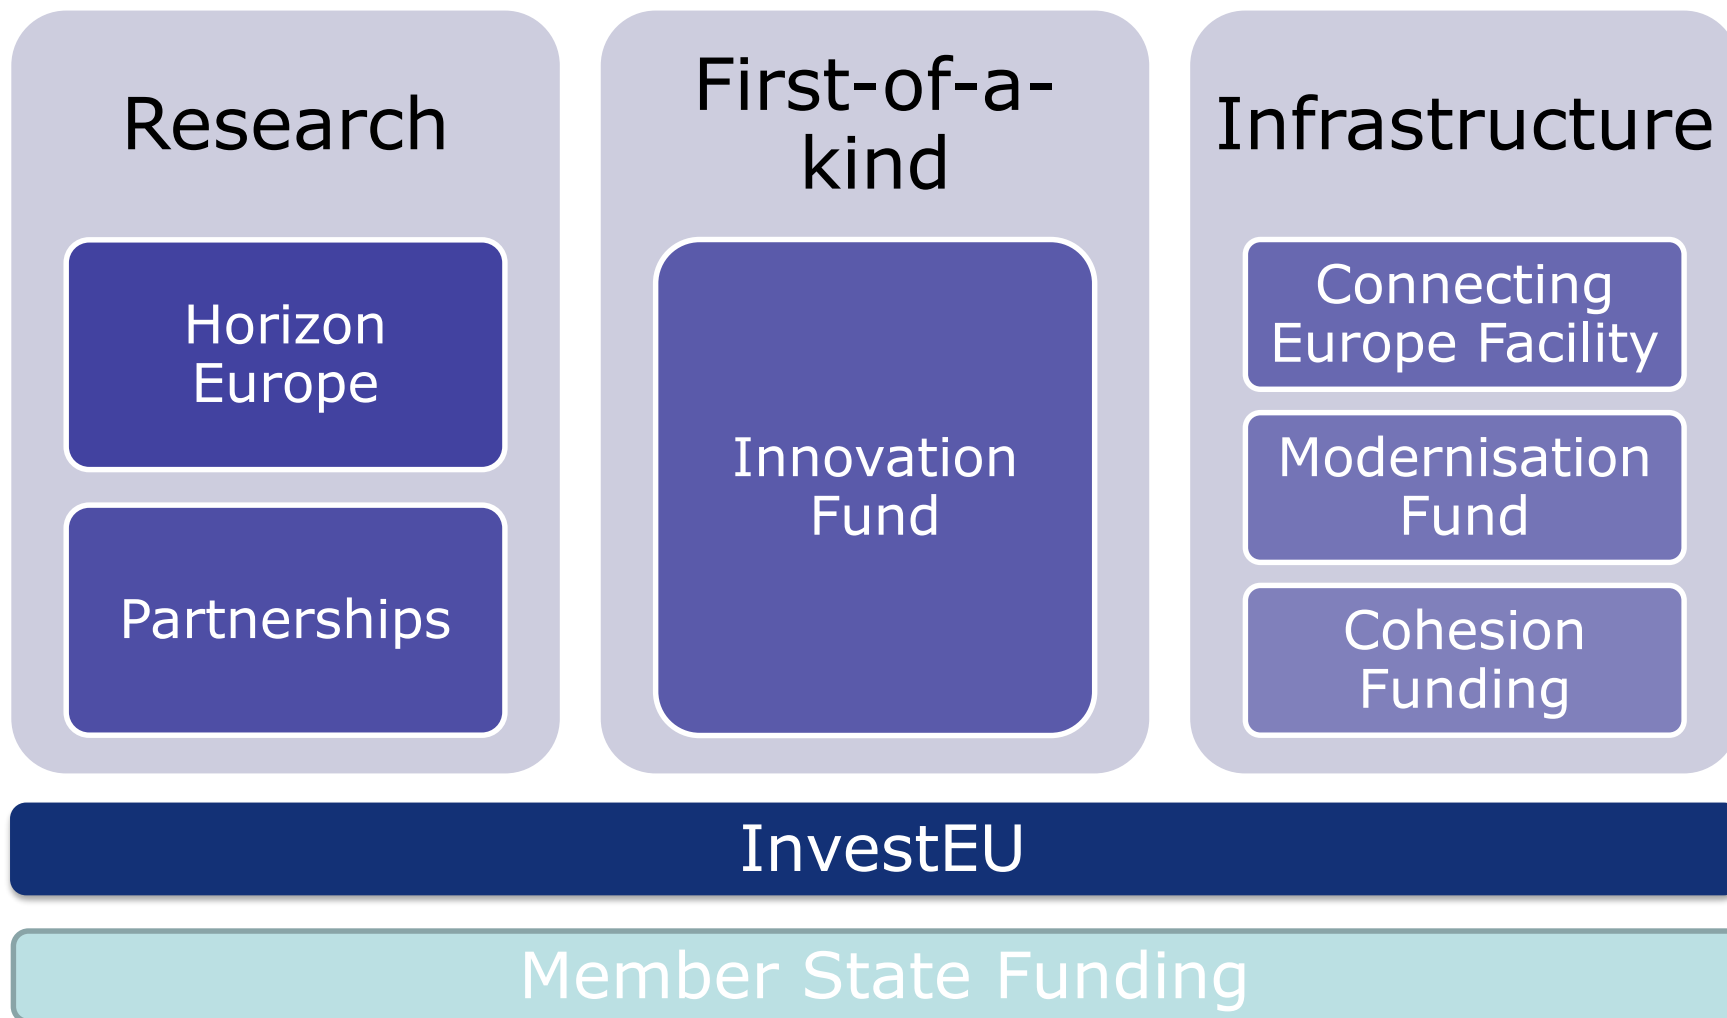 Research
Horizon
Europe
Partnerships
First-of-a-
kind
Innovation
Fund
Infrastructure
Connecting
Europe Facility
Modernisation
Fund
Cohesion
Funding
InvestEU
Member State Funding